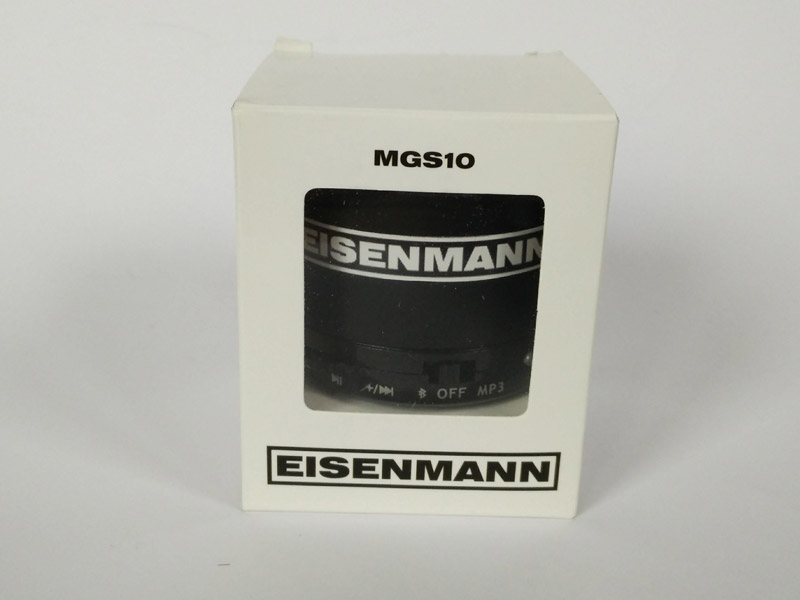 MGS10
EISENMANN
+/⏭ OFF MP3
EISENMANN